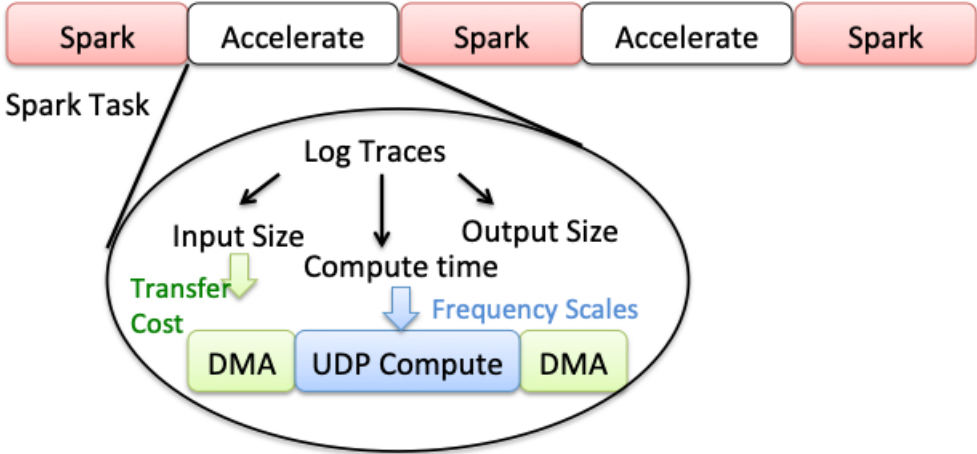 Spark Accelerate Spark Accelerate Spark
Spark Task
Log Traces
Input Size
Output Size
Compute time
Transfer
Cost
Frequency Scales
DMA UDP Compute DMA